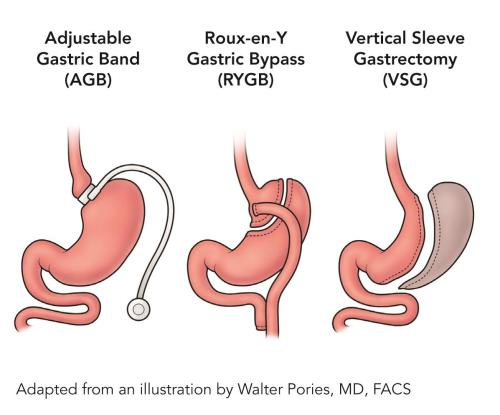 Adjustable
Gastric Band
(AGB)
Roux-en-Y
Gastric Bypass
(RYGB)
Vertical Sleeve
Gastrectomy
(VSG)
Adapted from an illustration by Walter Pories, MD, FACS